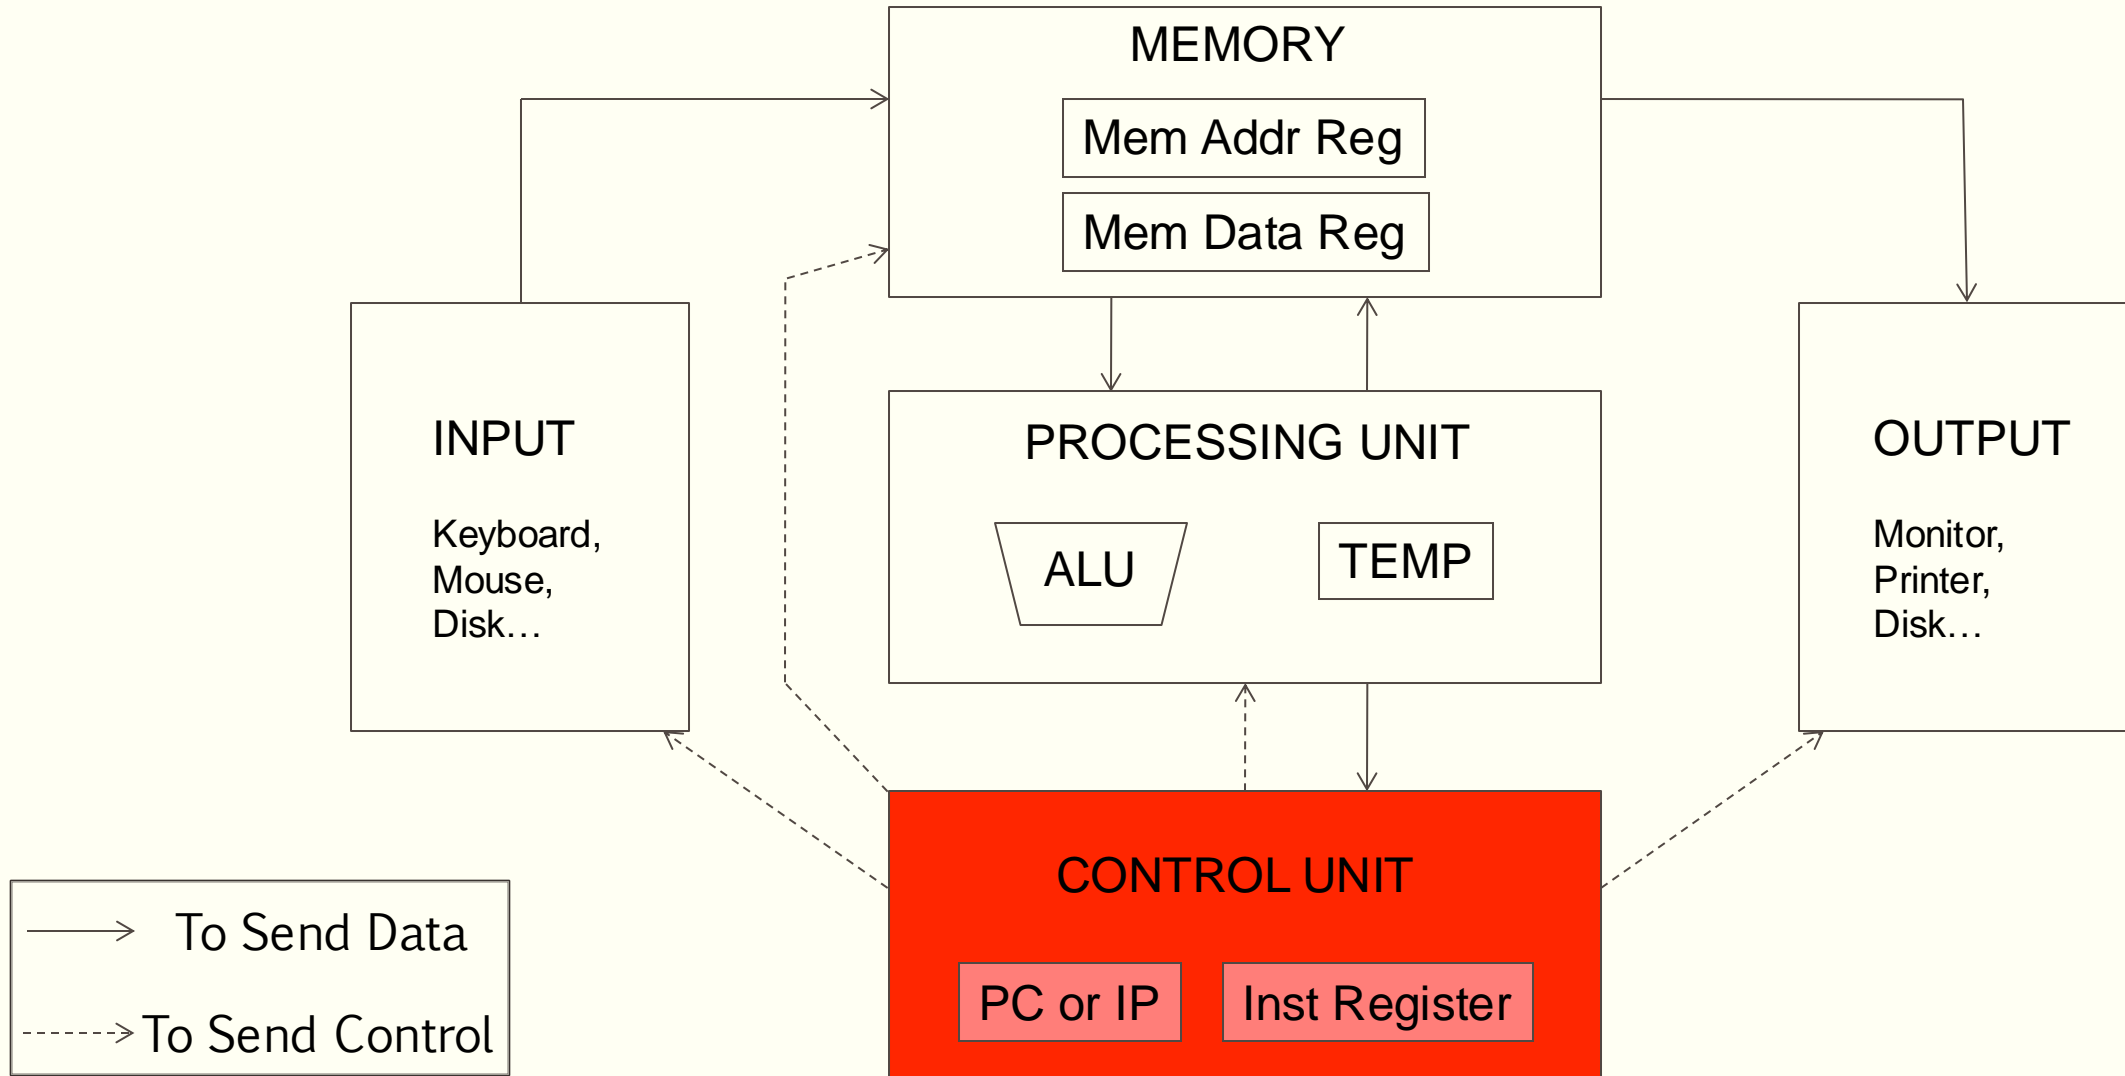 MEMORY
Mem Addr Reg
Mem Data Reg
INPUT
Keyboard,
Mouse,
Disk…
PROCESSING UNIT
ALU
TEMP
OUTPUT
Monitor,
Printer,
Disk…
CONTROL UNIT
PC or IP
Inst Register
To Send Data
To Send Control